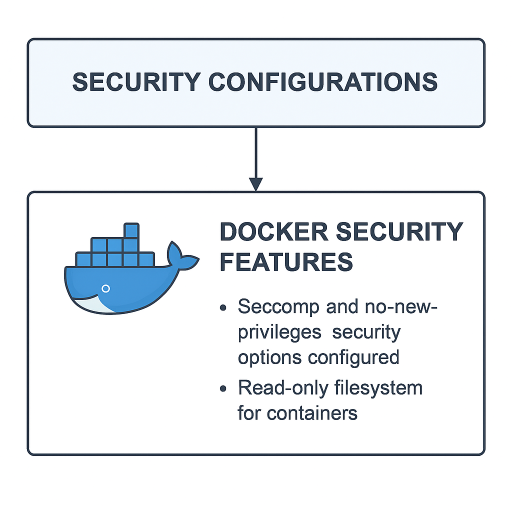 SECURITY CONFIGURATIONS
DOCKER SECURITY
FEATURES
• Seccomp and no-new-
privileges security
options configured
• Read-only filesystem
for containers